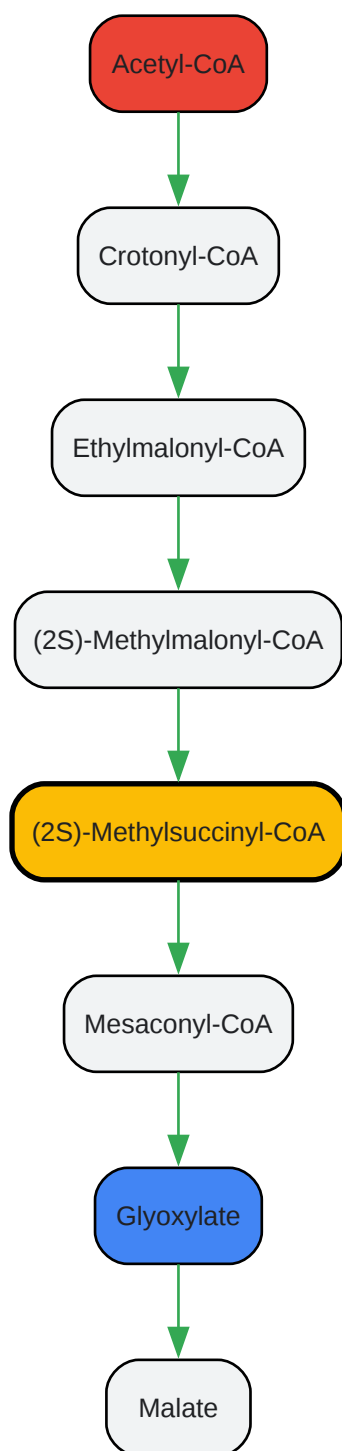 Acetyl-CoA
Crotonyl-CoA
Ethylmalonyl-CoA
(2S)-Methylmalonyl-CoA
(2S)-Methylsuccinyl-CoA
Mesaconyl-CoA
Glyoxylate
Malate